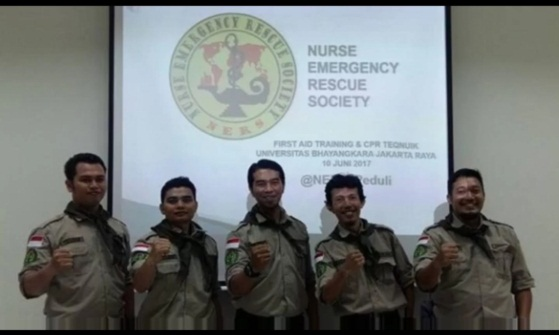 NURSE EMERGENCY RESCUE SOCIETY
NERS
NURSE
EMERGENCY
RESCUE
SOCIETY
FIRST AID TRAINING & CPR TEQNUIK
UNIVERSITAS BHAYANGKARA JAKARTA RAYA
10 JUNI 2017